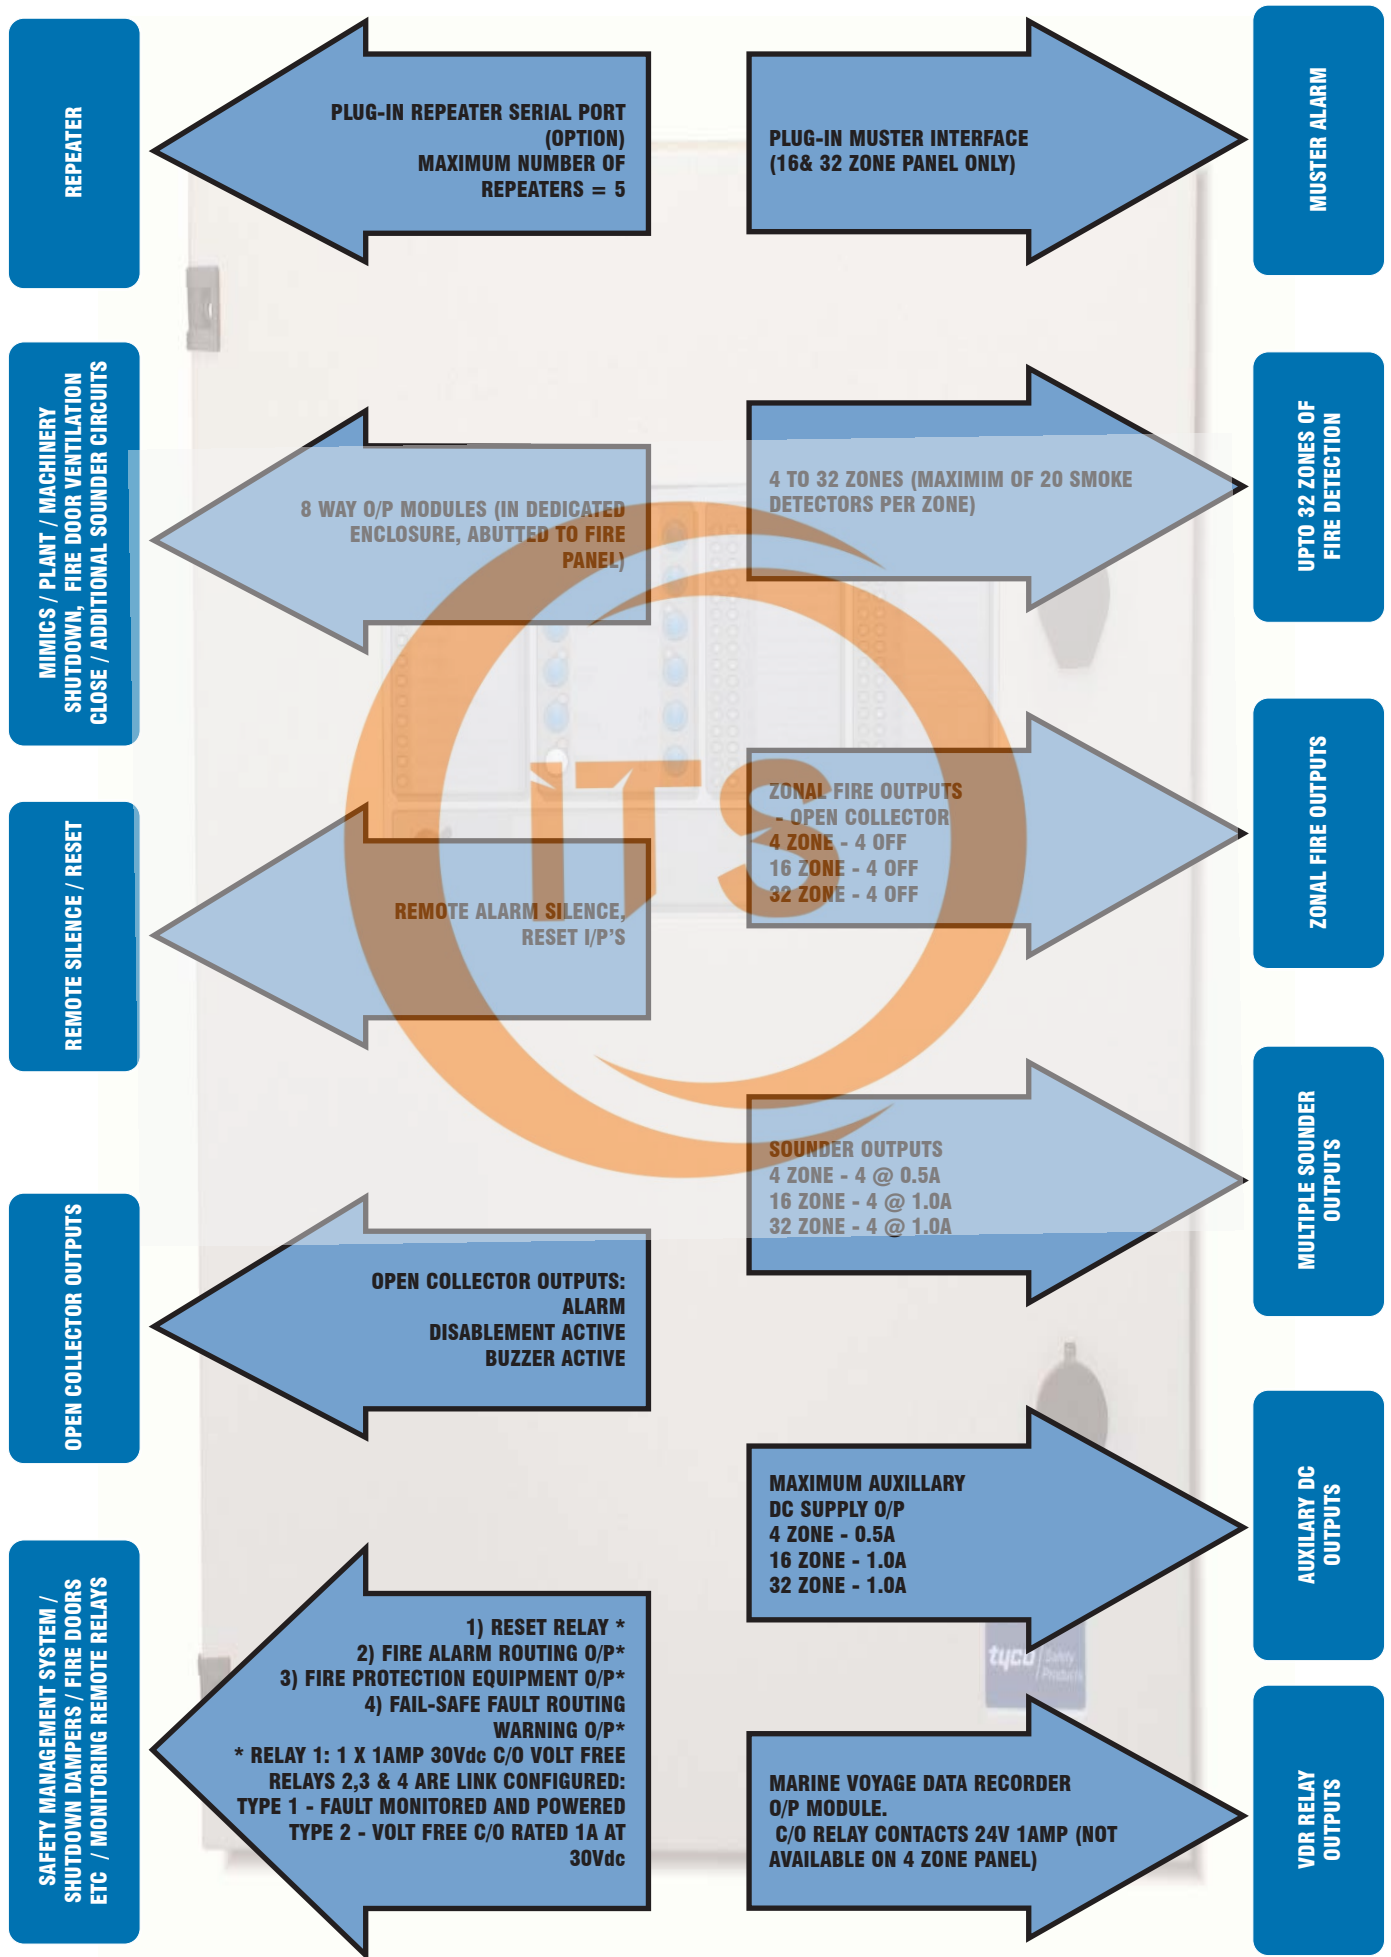 REPEATER
PLUG-IN REPEATER SERIAL PORT
(OPTION)
MAXIMUM NUMBER OF
REPEATERS = 5
PLUG-IN MUSTER INTERFACE
(16& 32 ZONE PANEL ONLY)
MUSTER ALARM
MIMICS / PLANT / MACHINERY
SHUTDOWN, FIRE DOOR VENTILATION
CLOSE / ADDITIONAL SOUNDER CIRCUITS
8 WAY O/P MODULES (IN DEDICATED
ENCLOSURE, ABUTTED TO FIRE
PANEL)
4 TO 32 ZONES (MAXIMIM OF 20 SMOKE
DETECTORS PER ZONE)
UPTO 32 ZONES OF
FIRE DETECTION
REMOTE SILENCE / RESET
REMOTE ALARM SILENCE,
RESET I/P'S
ZONAL FIRE OUTPUTS
- OPEN COLLECTOR
4 ZONE - 4 OFF
16 ZONE - 4 OFF
32 ZONE - 4 OFF
ZONAL FIRE OUTPUTS
iTS
OPEN COLLECTOR OUTPUTS
OPEN COLLECTOR OUTPUTS:
ALARM
DISABLEMENT ACTIVE
BUZZER ACTIVE
SOUNDER OUTPUTS
4 ZONE - 4 @ 0.5A
16 ZONE - 4 @ 1.0A
32 ZONE - 4 @ 1.0A
MULTIPLE SOUNDER
OUTPUTS
MAXIMUM AUXILLARY
DC SUPPLY O/P
4 ZONE - 0.5A
16 ZONE - 1.0A
32 ZONE - 1.0A
AUXILARY DC
OUTPUTS
SAFETY MANAGEMENT SYSTEM /
SHUTDOWN DAMPERS / FIRE DOORS
ETC / MONITORING REMOTE RELAYS
1) RESET RELAY *
2) FIRE ALARM ROUTING O/P*
3) FIRE PROTECTION EQUIPMENT O/P*
4) FAIL-SAFE FAULT ROUTING
WARNING O/P*
* RELAY 1: 1 X 1AMP 30Vdc C/O VOLT FREE
RELAYS 2,3 & 4 ARE LINK CONFIGURED:
TYPE 1 - FAULT MONITORED AND POWERED
TYPE 2 - VOLT FREE C/O RATED 1A AT
30Vdc
tyco
Safety
Products
MARINE VOYAGE DATA RECORDER
O/P MODULE.
C/O RELAY CONTACTS 24V 1AMP (NOT
AVAILABLE ON 4 ZONE PANEL)
VDR RELAY
OUTPUTS